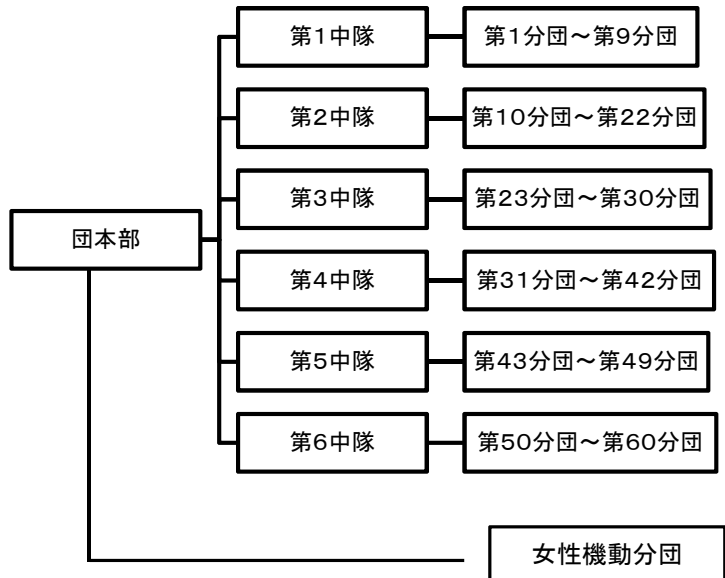 第1中隊
第1分団～第9分団
第2中隊
第10分団～第22分団
第3中隊
第23分団～第30分団
団本部
第4中隊
第31分団～第42分団
第5中隊
第43分団～第49分団
第6中隊
第50分団～第60分団
女性機動分団